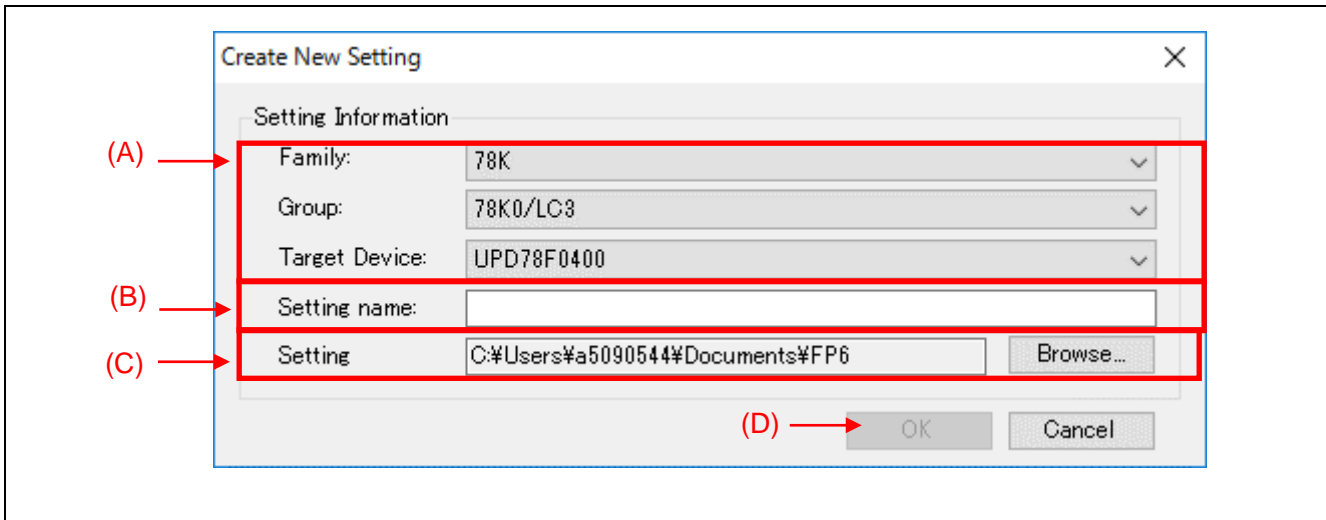 Create New Setting
Setting Information
(A)
Family: 78K
Group: 78K0/LC3
Target Device: UPD78F0400
(B)
Setting name:
(C)
Setting C:¥Users¥a5090544¥Documents¥FP6 Browse...
(D)
OK Cancel